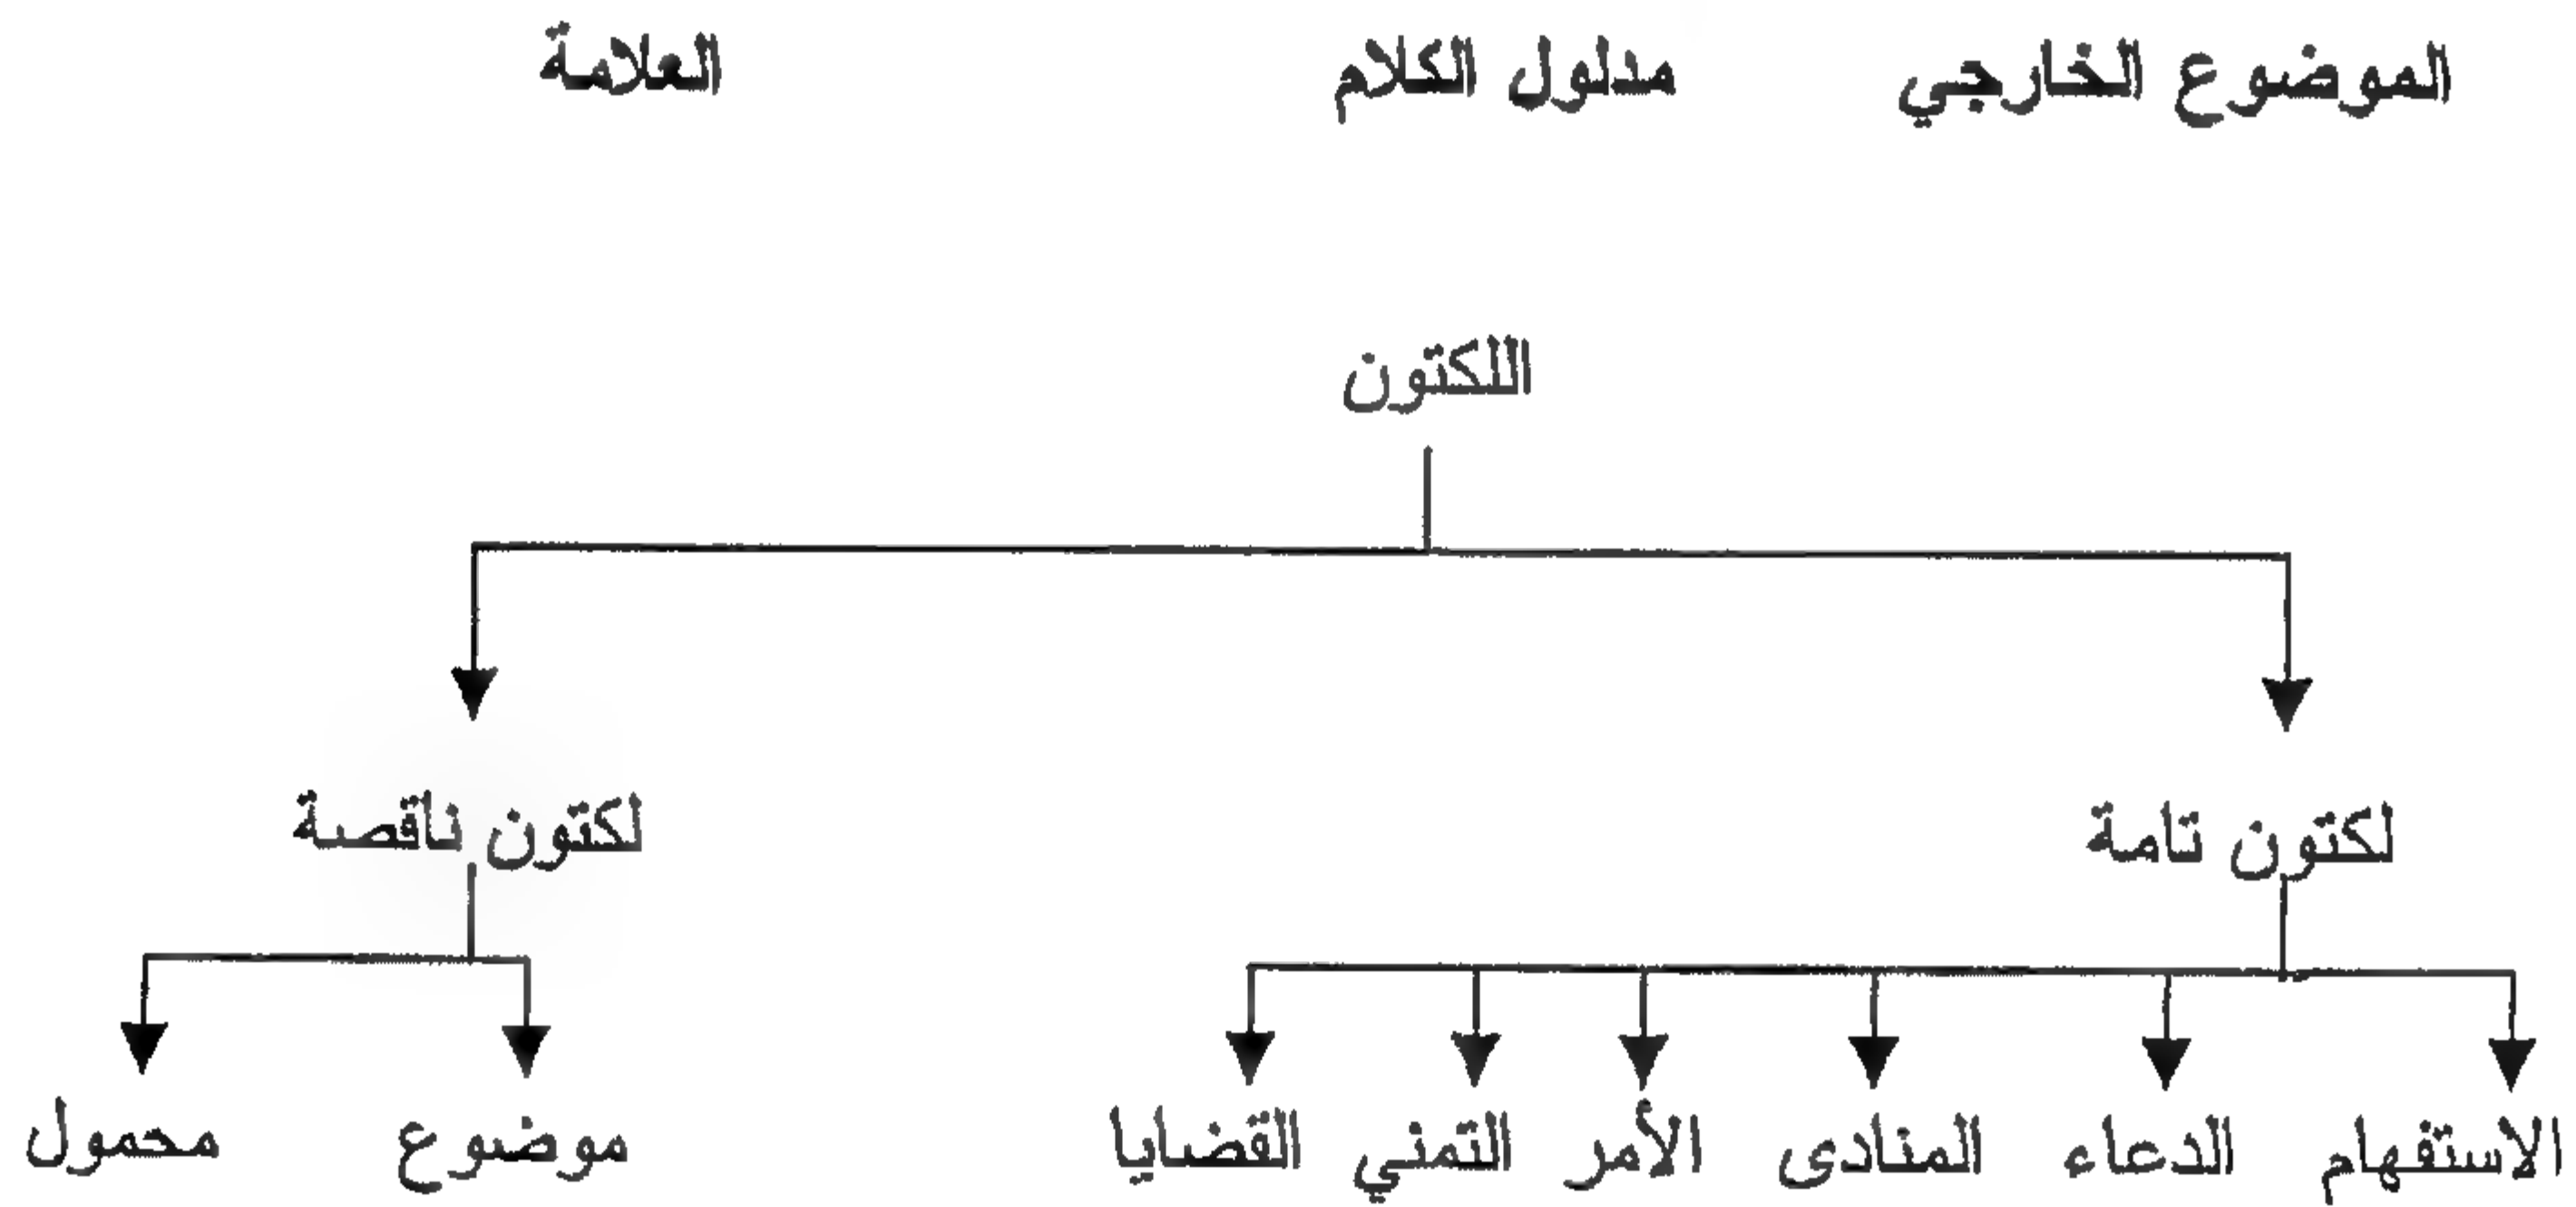 الموضوع الخارجي مدلول الكلام العلامة
اللكتون
لكتون تامة لكتون ناقصة
الاستفهام الدعاء المنادى الأمر التمني القضايا موضوع محمول